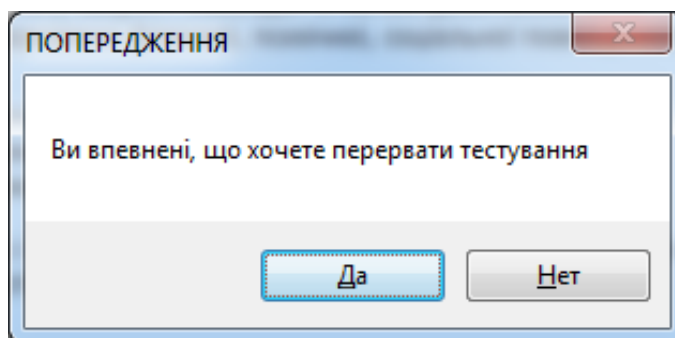 ПОПЕРЕДЖЕННЯ
Ви впевнені, що хочете перервати тестування
Да
Нет